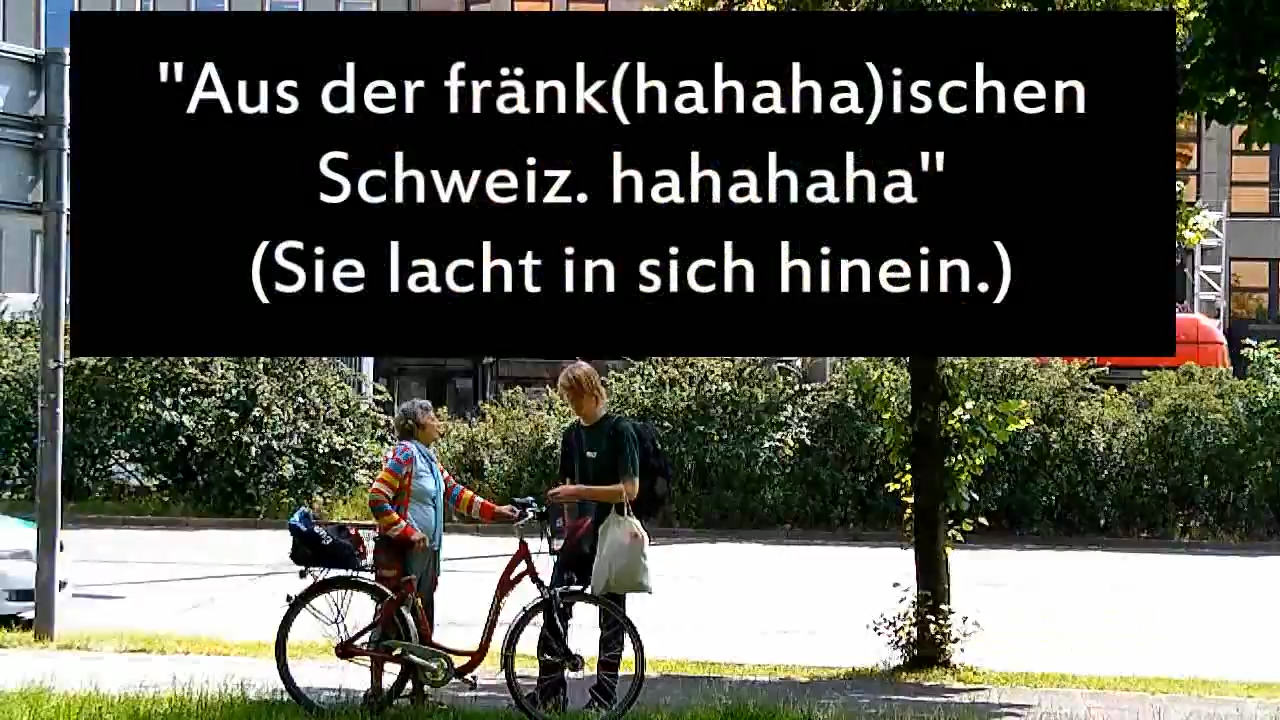 "Aus der fränk(hahaha)ischen
Schweiz. hahahaha"
(Sie lacht in sich hinein.)